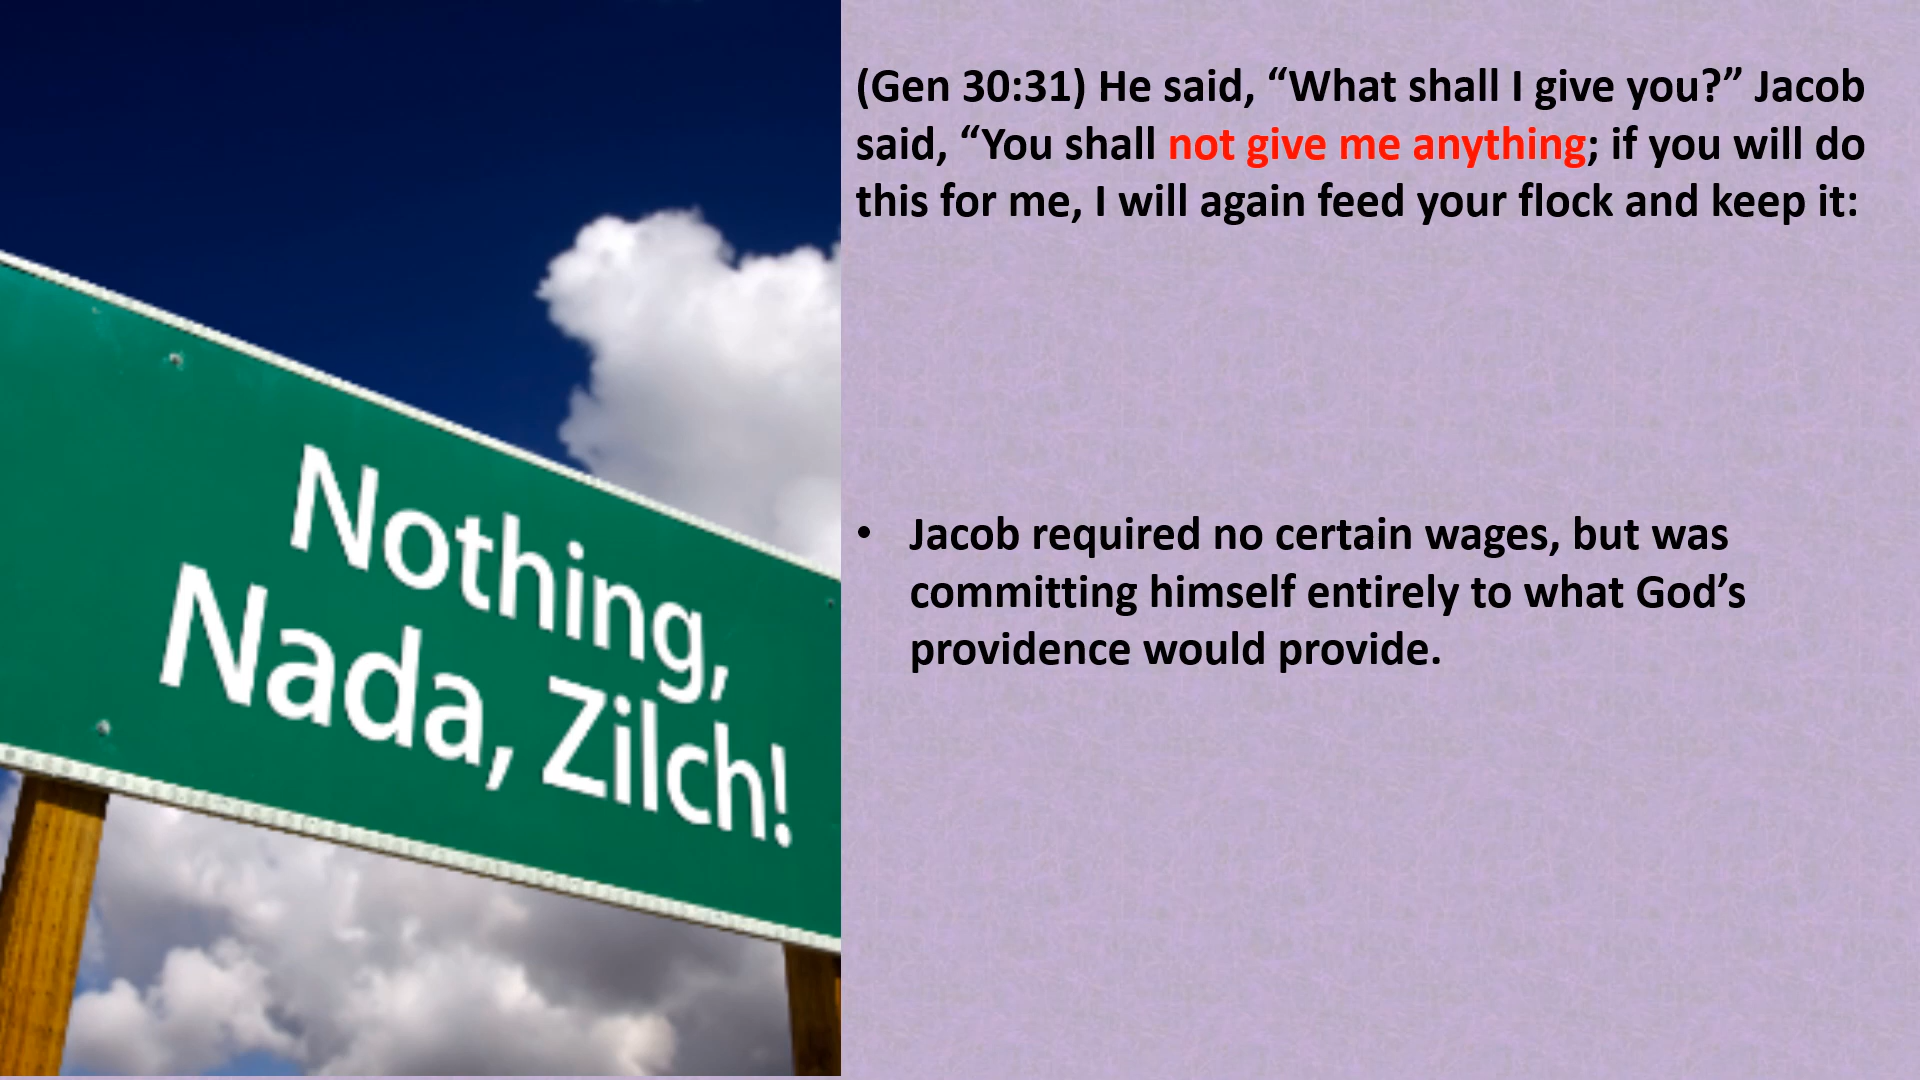 Nothing,
Nada, Zilch!
(Gen 30:31) He said, “What shall I give you?” Jacob
said, “You shall not give me anything; if you will do
this for me, I will again feed your flock and keep it:
• Jacob required no certain wages, but was
committing himself entirely to what God’s
providence would provide.